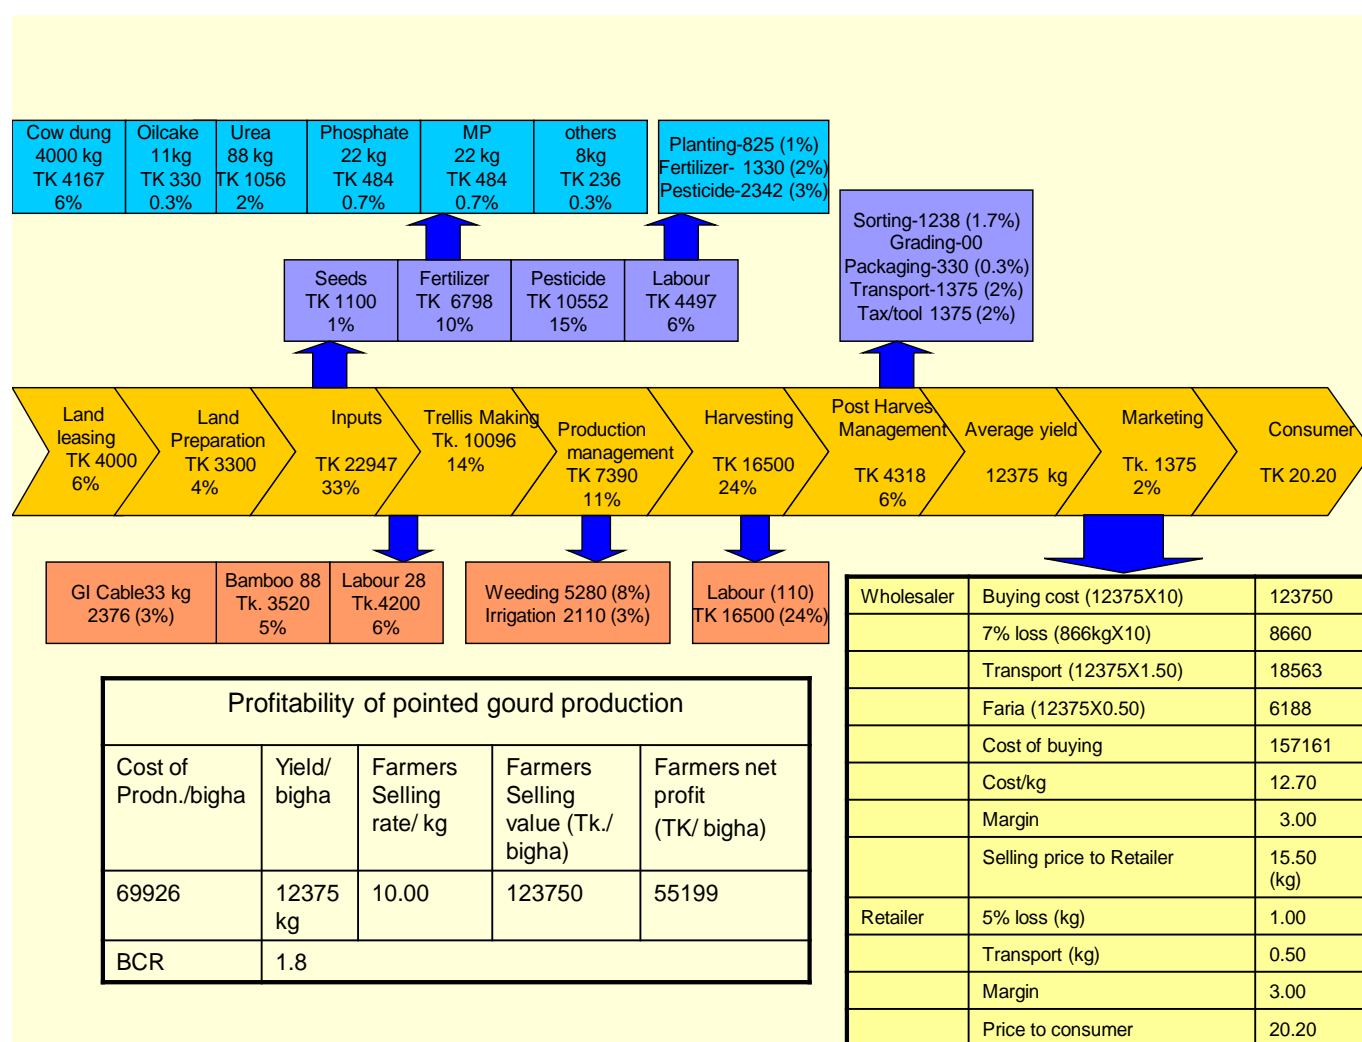 Cow dung
4000 kg
TK 4167
6%
Oilcake
11kg
TK 330
0.3%
Urea
88 kg
TK 1056
2%
Phosphate
22 kg
TK 484
0.7%
MP
22 kg
TK 484
0.7%
others
8kg
TK 236
0.3%
Planting-825 (1%)
Fertilizer- 1330 (2%)
Pesticide-2342 (3%)
Sorting-1238 (1.7%)
Grading-00
Packaging-330 (0.3%)
Transport-1375 (2%)
Tax/tool 1375 (2%)
Seeds
TK 1100
1%
Fertilizer
TK 6798
10%
Pesticide
TK 10552
15%
Labour
TK 4497
6%
Land
leasing
TK 4000
6%
Land
Preparation
TK 3300
4%
Inputs
TK 22947
33%
Trellis Making
Tk. 10096
14%
Production
management
TK 7390
11%
Harvesting
TK 16500
24%
Post Harves
Management
TK 4318
6%
Average yield
12375 kg
Marketing
Tk. 1375
2%
Consumer
TK 20.20
GI Cable33 kg
2376 (3%)
Bamboo 88
Tk. 3520
5%
Labour 28
Tk.4200
6%
Weeding 5280 (8%)
Irrigation 2110 (3%)
Labour (110)
TK 16500 (24%)
Profitability of pointed gourd production
Cost of
Prodn./bigha
Yield/
bigha
Farmers
Selling
rate/ kg
Farmers
Selling
value (Tk./
bigha)
Farmers net
profit
(TK/ bigha)
69926
12375
kg
10.00
123750
55199
BCR
1.8
Wholesaler
Buying cost (12375X10)
123750
7% loss (866kgX10)
8660
Transport (12375X1.50)
18563
Faria (12375X0.50)
6188
Cost of buying
157161
Cost/kg
12.70
Margin
3.00
Selling price to Retailer
15.50
(kg)
Retailer
5% loss (kg)
1.00
Transport (kg)
0.50
Margin
3.00
Price to consumer
20.20